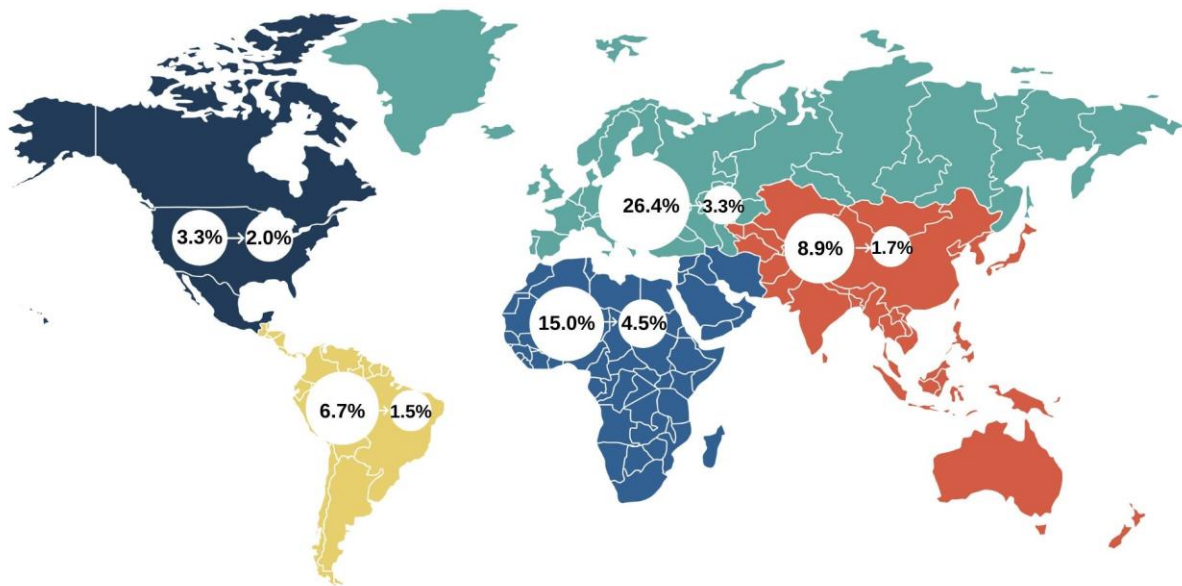 26.4% → 3.3%
3.3% → 2.0%
8.9% → 1.7%
15.0% → 4.5%
6.7% → 1.5%